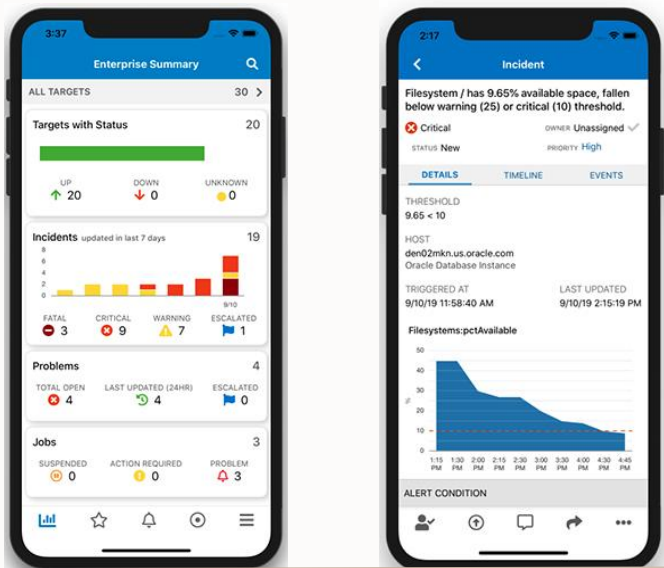 3:37
Enterprise Summary
ALL TARGETS 30
Targets with Status 20
UP DOWN UNKNOWN
20 0 0
Incidents updated in last 7 days 19
8
6
4
2
0
9/10
FATAL CRITICAL WARNING ESCALATED
3 9 7 1
Problems 4
TOTAL OPEN LAST UPDATED (24HR) ESCALATED
4 4 0
Jobs 3
SUSPENDED ACTION REQUIRED PROBLEM
0 0 3
2:17
Incident
Filesystem / has 9.65% available space, fallen
below warning (25) or critical (10) threshold.
Critical OWNER Unassigned
STATUS New PRIORITY High
DETAILS TIMELINE EVENTS
THRESHOLD
9.65 < 10
HOST
den02mkn.us.oracle.com
Oracle Database Instance
TRIGGERED AT LAST UPDATED
9/10/19 11:58:40 AM 9/10/19 2:15:19 PM
Filesystems:pctAvailable
50
40
30
%
20
10
0
1:15 1:30 2:00 2:15 2:30 3:00 3:30 4:00 4:30 4:45
PM PM PM PM PM PM PM PM PM PM
ALERT CONDITION